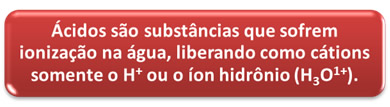 Ácidos são substâncias que sofrem
ionização na água, liberando como cátions
somente o H⁺ ou o íon hidrônio (H₃O¹⁺).